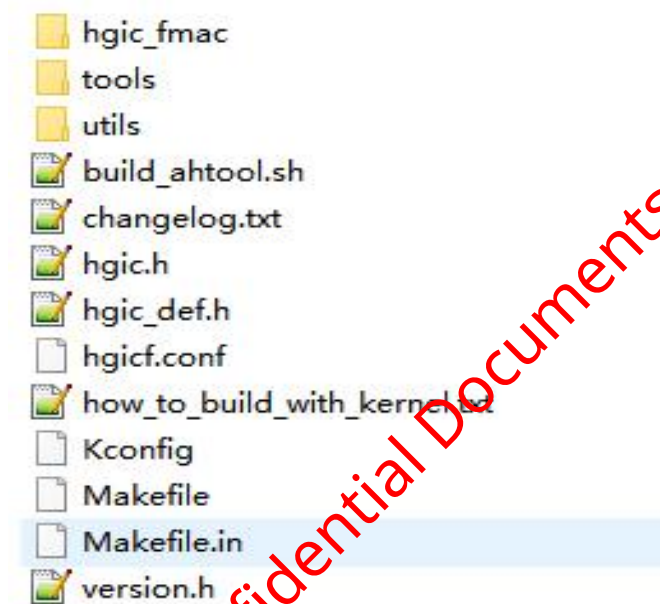 hgic_fmac
tools
utils
build_ahtool.sh
changelog.txt
hgic.h
hgic_def.h
hgicf.conf
how_to_build_with_kernel.txt
Kconfig
Makefile
Makefile.in
version.h
fidential Documents